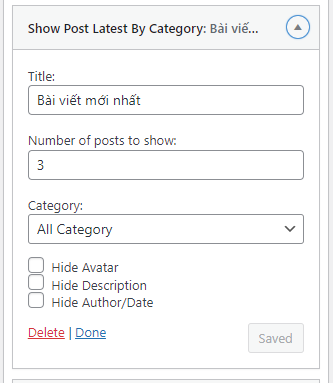 Show Post Latest By Category: Bài viế...
Title:
Bài viết mới nhất
Number of posts to show:
3
Category:
All Category
Hide Avatar
Hide Description
Hide Author/Date
Delete | Done
Saved